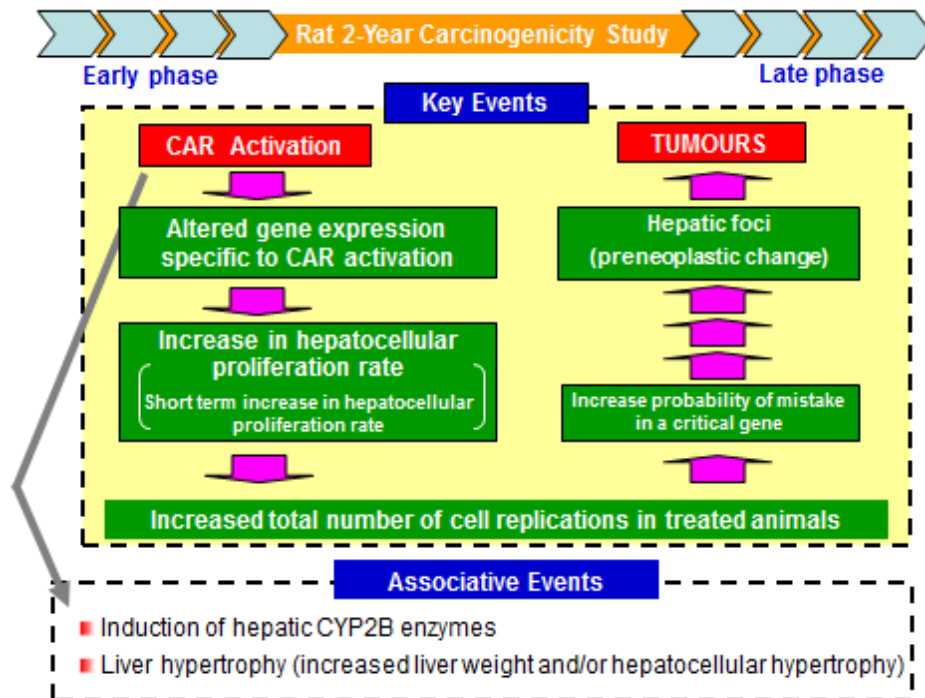 Rat 2-Year Carcinogenicity Study
Early phase
Late phase
Key Events
CAR Activation
Altered gene expression
specific to CAR activation
Increase in hepatocellular
proliferation rate
Short term increase in hepatocellular
proliferation rate
TUMOURS
Hepatic foci
(preneoplastic change)
Increase probability of mistake
in a critical gene
Increased total number of cell replications in treated animals
Associative Events
Induction of hepatic CYP2B enzymes
Liver hypertrophy (increased liver weight and/or hepatocellular hypertrophy)